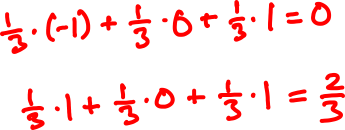 1/3 · (-1) + 1/3 · 0 + 1/3 · 1 = 0
1/3 · 1 + 1/3 · 0 + 1/3 · 1 = 2/3